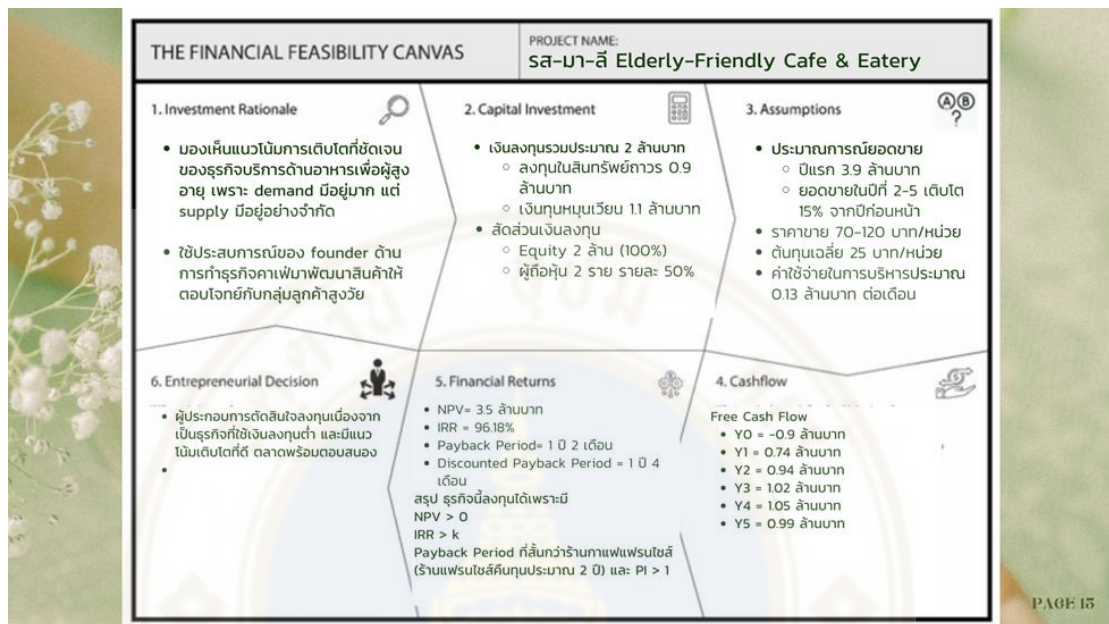 THE FINANCIAL FEASIBILITY CANVAS
PROJECT NAME:
รส-มา-ลี Elderly-Friendly Cafe & Eatery
1. Investment Rationale
• มองเห็นแนวโน้มการเติบโตที่ชัดเจน
ของธุรกิจบริการด้านอาหารเพื่อผู้สูง
อายุ เพราะ demand มีอยู่มาก แต่
supply มีอยู่อย่างจำกัด
• ใช้ประสบการณ์ของ founder ด้าน
การทำธุรกิจคาเฟ่มาพัฒนาสินค้าให้
ตอบโจทย์กับกลุ่มลูกค้าสูงวัย
2. Capital Investment
• เงินลงทุนรวมประมาณ 2 ล้านบาท
○ ลงทุนในสินทรัพย์ถาวร 0.9
ล้านบาท
○ เงินทุนหมุนเวียน 1.1 ล้านบาท
• สัดส่วนเงินลงทุน
○ Equity 2 ล้าน (100%)
○ ผู้ถือหุ้น 2 ราย รายละ 50%
3. Assumptions
A B
?
• ประมาณการณ์ยอดขาย
○ ปีแรก 3.9 ล้านบาท
○ ยอดขายในปีที่ 2-5 เติบโต
15% จากปีก่อนหน้า
• ราคาขาย 70-120 บาท/หน่วย
• ต้นทุนเฉลี่ย 25 บาท/หน่วย
• ค่าใช้จ่ายในการบริหารประมาณ
0.13 ล้านบาท ต่อเดือน
6. Entrepreneurial Decision
• ผู้ประกอบการตัดสินใจลงทุนเนื่องจาก
เป็นธุรกิจที่ใช้เงินลงทุนต่ำ และมีแนว
โน้มเติบโตที่ดี ตลาดพร้อมตอบสนอง
•
5. Financial Returns
• NPV= 3.5 ล้านบาท
• IRR = 96.18%
• Payback Period= 1 ปี 2 เดือน
• Discounted Payback Period = 1 ปี 4
เดือน
สรุป ธุรกิจนี้ลงทุนได้เพราะมี
NPV > 0
IRR > k
Payback Period ที่สั้นกว่าร้านกาแฟแฟรนไชส์
(ร้านแฟรนไชส์คืนทุนประมาณ 2 ปี) และ PI > 1
4. Cashflow
Free Cash Flow
• Y0 = -0.9 ล้านบาท
• Y1 = 0.74 ล้านบาท
• Y2 = 0.94 ล้านบาท
• Y3 = 1.02 ล้านบาท
• Y4 = 1.05 ล้านบาท
• Y5 = 0.99 ล้านบาท
PAGE 15